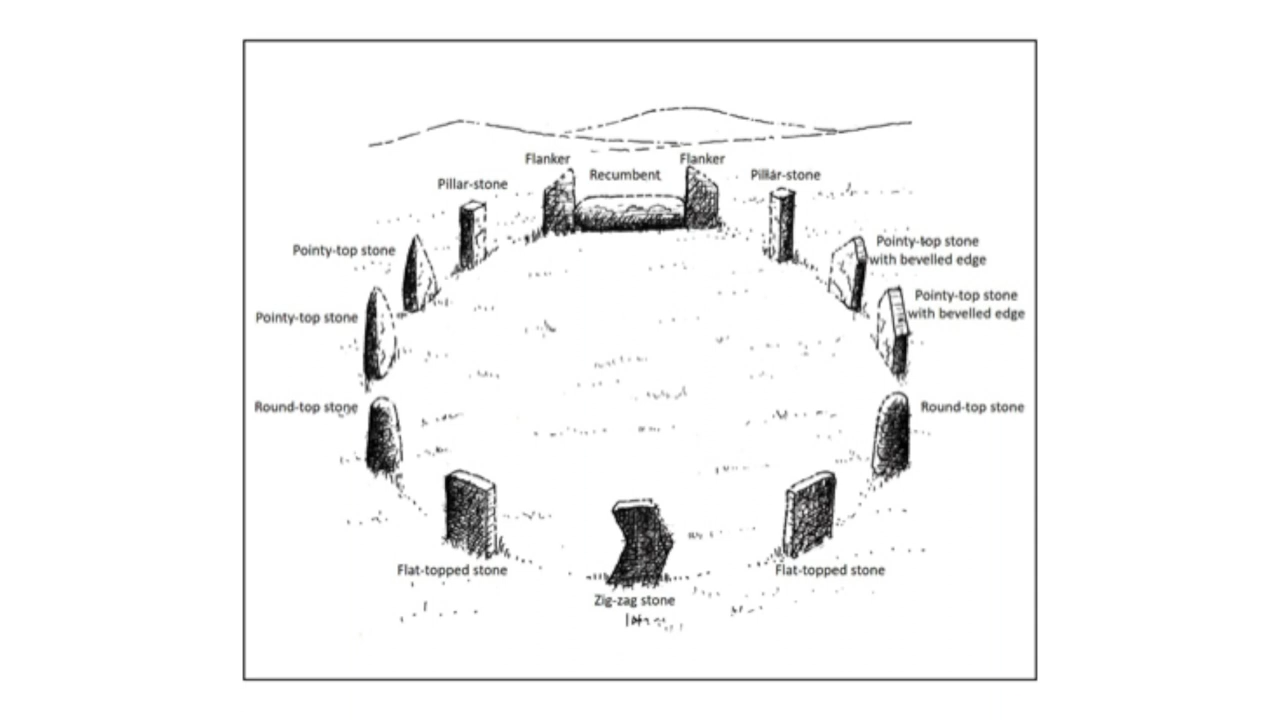 Flanker
Flanker
Recumbent
Pillar-stone
Pillar-stone
Pointy-top stone
Pointy-top stone
with bevelled edge
Pointy-top stone
Pointy-top stone
with bevelled edge
Round-top stone
Round-top stone
Flat-topped stone
Flat-topped stone
Zig-zag stone